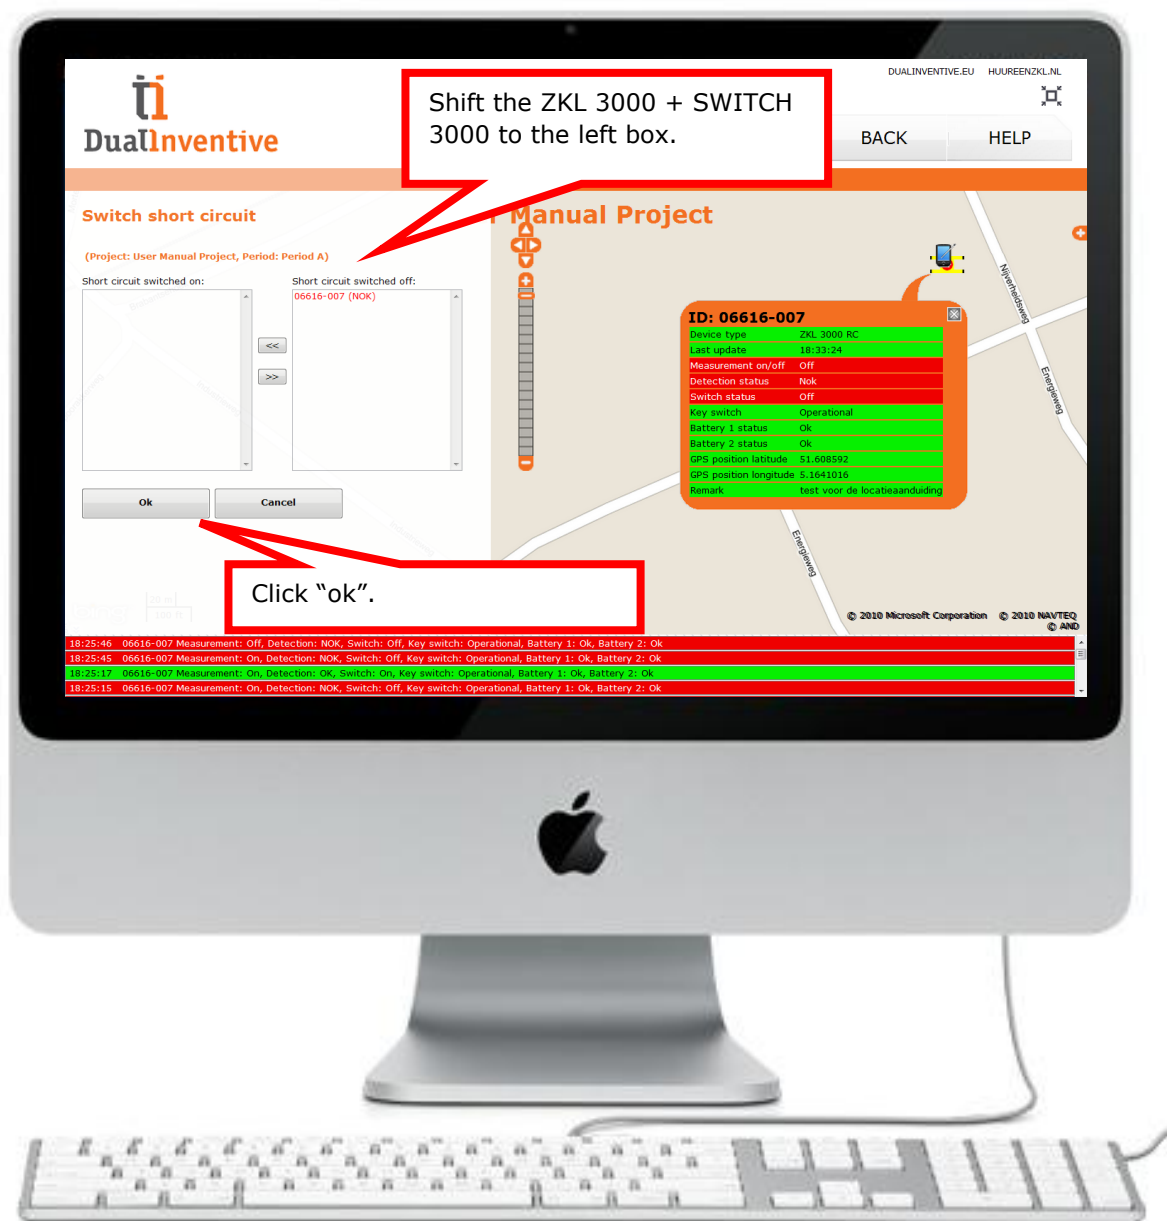 DUALINVENTIVE.EU HUUREENZKL.NL
DualInventive
Shift the ZKL 3000 + SWITCH
3000 to the left box.
BACK HELP
Switch short circuit
Manual Project
(Project: User Manual Project, Period: Period A)
Short circuit switched on: Short circuit switched off:
06616-007 (NOK)
<<
>>
Ok Cancel
Click “ok”.
ID: 06616-007
Device type ZKL 3000 RC
Last update 18:33:24
Measurement on/off Off
Detection status Nok
Switch status Off
Key switch Operational
Battery 1 status Ok
Battery 2 status Ok
GPS position latitude 51.608592
GPS position longitude 5.1641016
Remark test voor de locatieaanduiding
Nijverheidsweg
Energieweg
Energieweg
20 m
100 ft
© 2010 Microsoft Corporation © 2010 NAVTEQ
© AND
18:25:46 06616-007 Measurement: Off, Detection: NOK, Switch: Off, Key switch: Operational, Battery 1: Ok, Battery 2: Ok
18:25:45 06616-007 Measurement: On, Detection: NOK, Switch: Off, Key switch: Operational, Battery 1: Ok, Battery 2: Ok
18:25:17 06616-007 Measurement: On, Detection: OK, Switch: On, Key switch: Operational, Battery 1: Ok, Battery 2: Ok
18:25:15 06616-007 Measurement: On, Detection: NOK, Switch: Off, Key switch: Operational, Battery 1: Ok, Battery 2: Ok